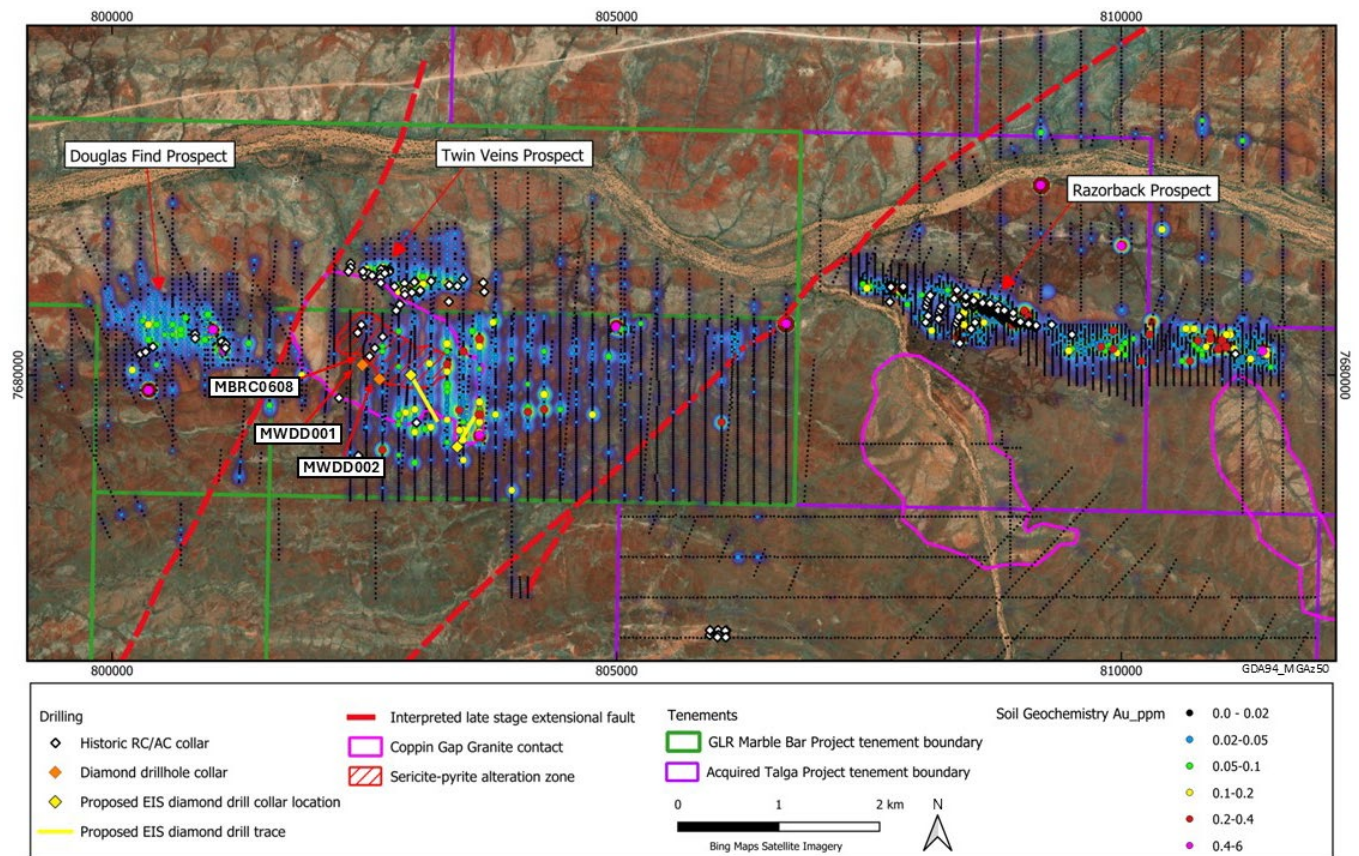 800000
805000
810000
Douglas Find Prospect
Twin Veins Prospect
Razorback Prospect
7680000
7680000
MBRC0608
MWDD001
MWDD002
800000
805000
810000
GDA94_MGAz50
Drilling
Historic RC/AC collar
Diamond drillhole collar
Proposed EIS diamond drill collar location
Proposed EIS diamond drill trace
Interpreted late stage extensional fault
Coppin Gap Granite contact
Sericite-pyrite alteration zone
Tenements
GLR Marble Bar Project tenement boundary
Acquired Talga Project tenement boundary
0 1 2 km
Bing Maps Satellite Imagery
N
Soil Geochemistry Au_ppm
0.0 - 0.02
0.02-0.05
0.05-0.1
0.1-0.2
0.2-0.4
0.4-6